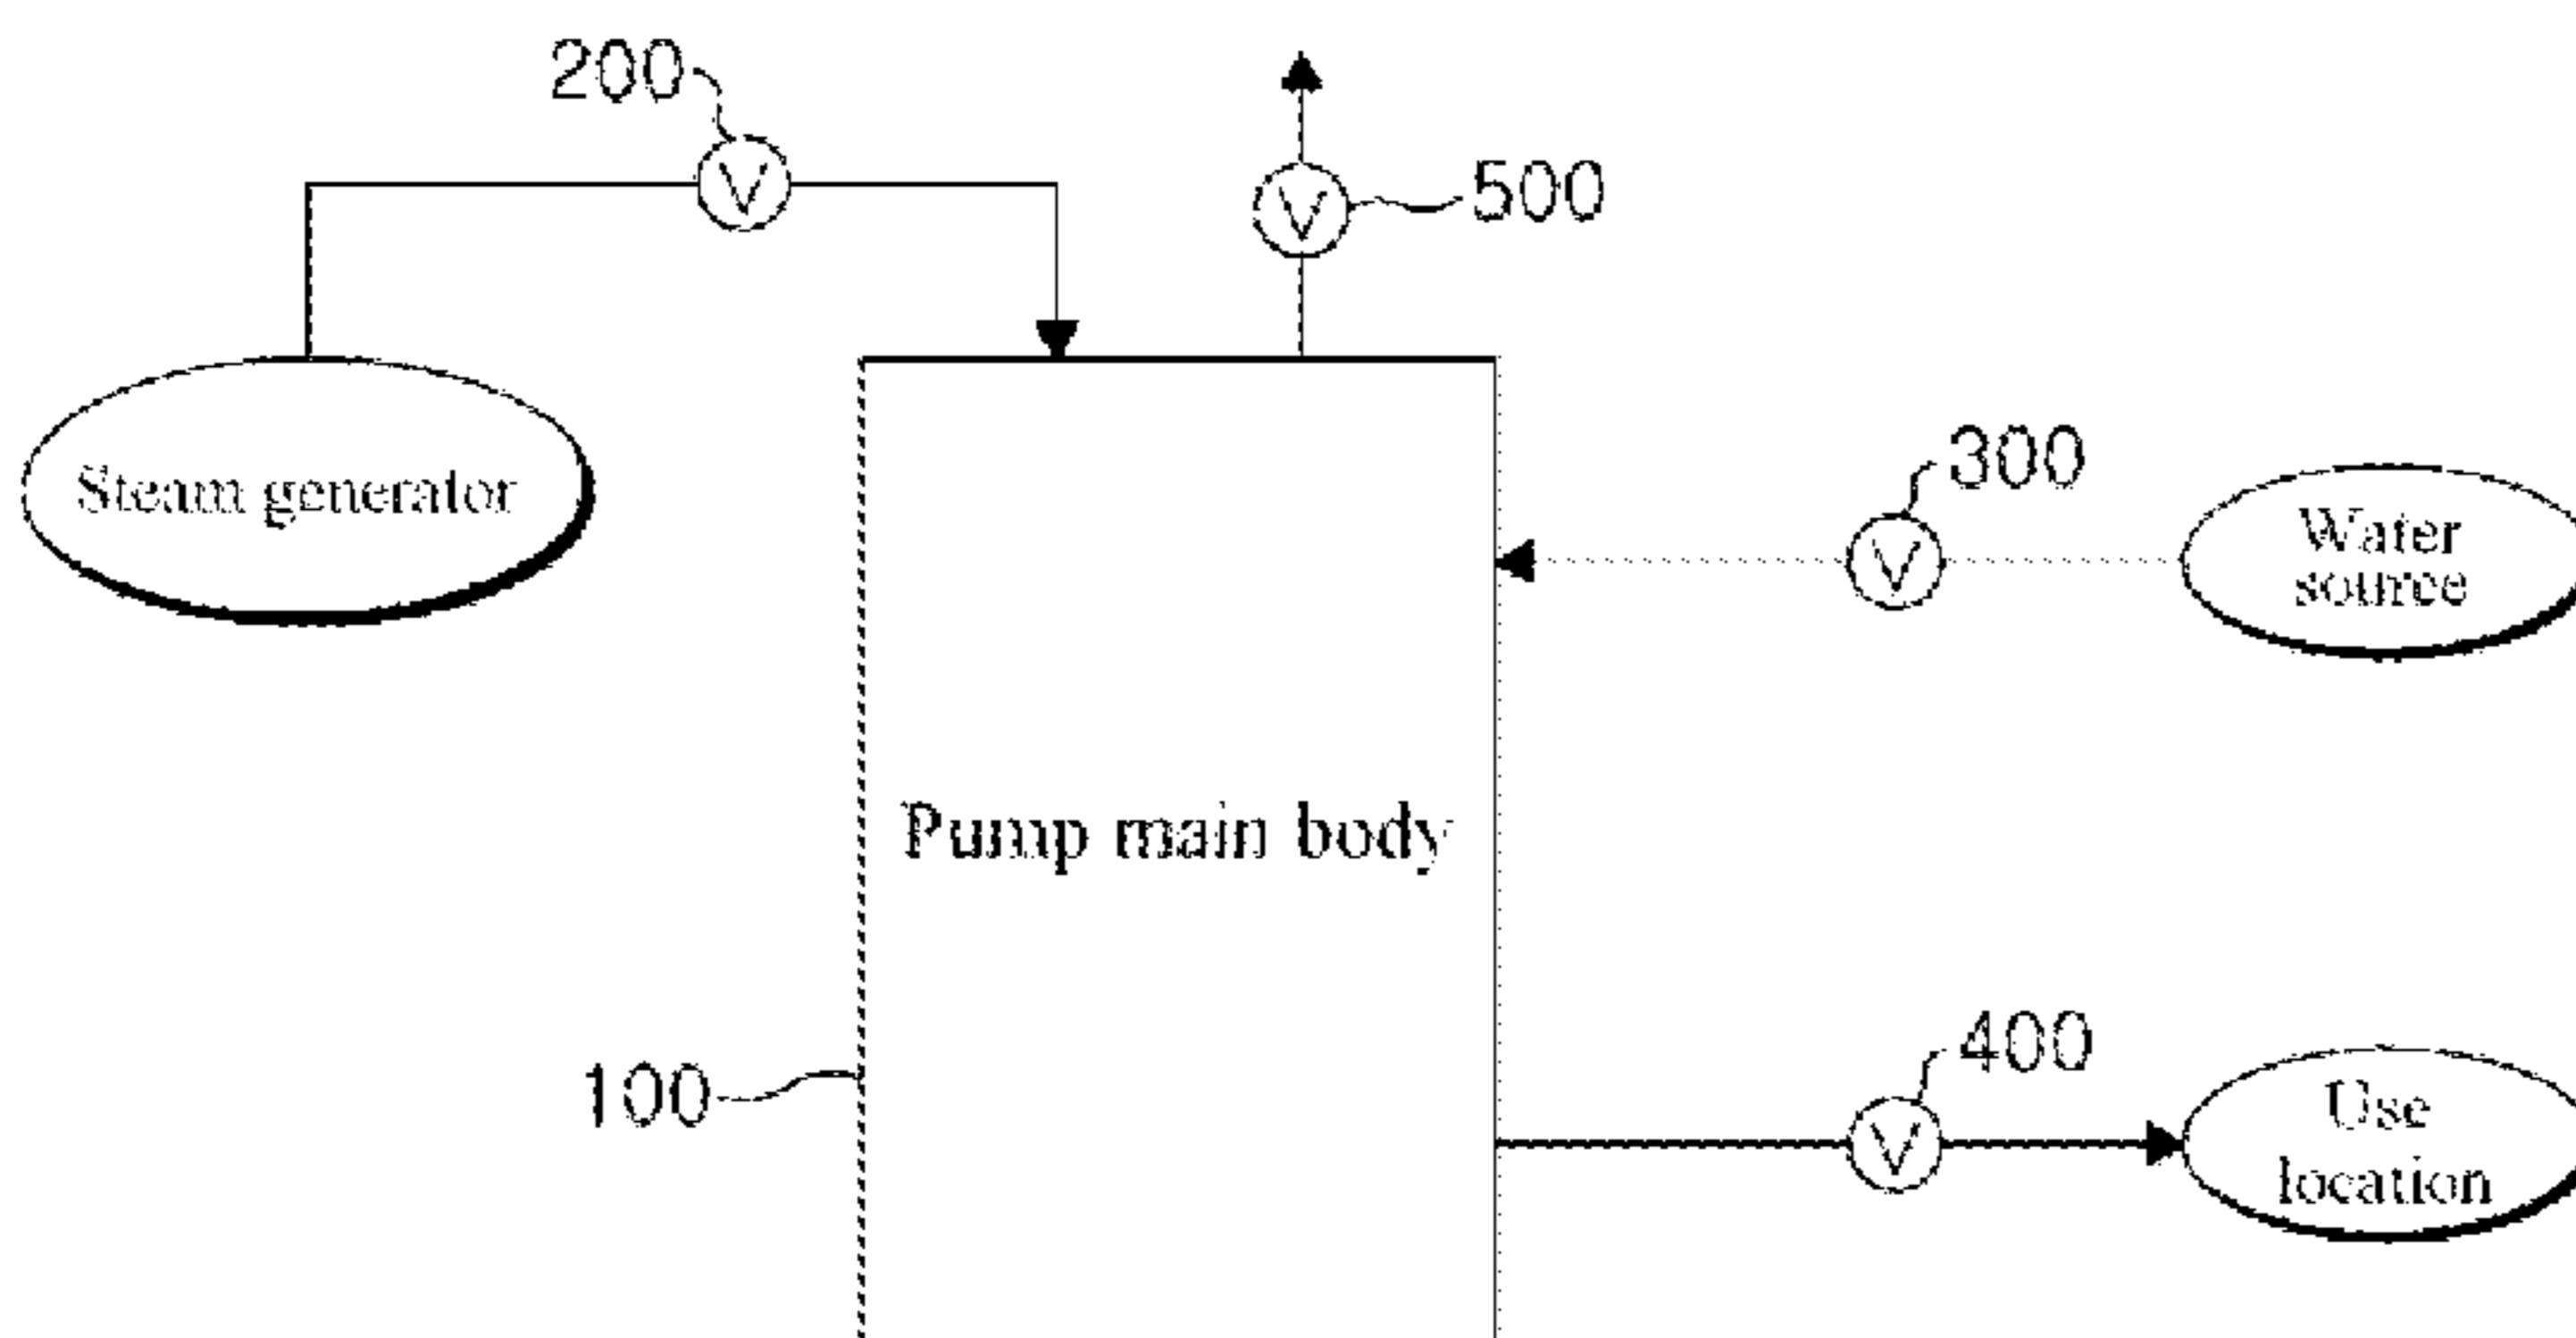 200
V
V
500
Steam generator
300
V
Water
source
Pump main body
400
100
V
Use
location